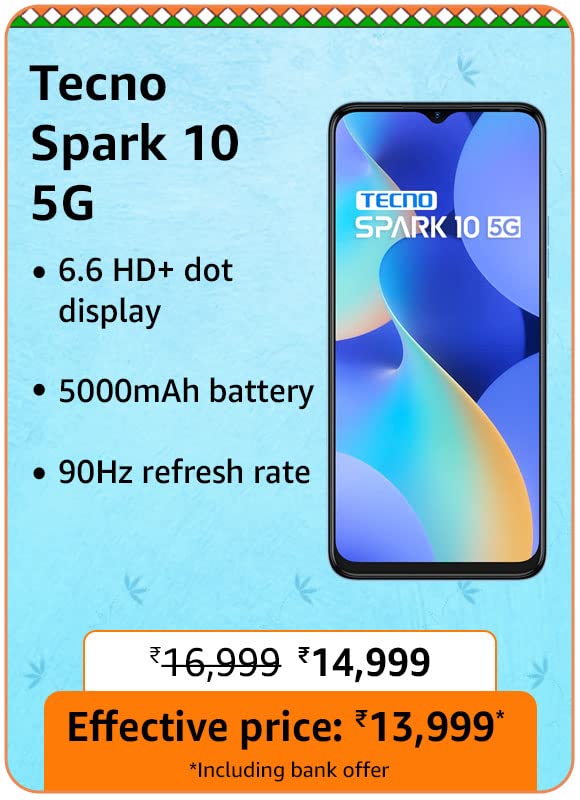 Tecno
Spark 10
5G
• 6.6 HD+ dot
display
• 5000mAh battery
• 90Hz refresh rate
TECNO
SPARK 10 5G
₹16,999 ₹14,999
Effective price: ₹13,999*
*Including bank offer